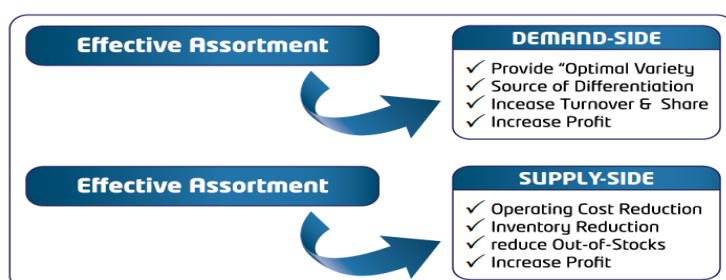 Effective Assortment
DEMAND-SIDE
✓ Provide “Optimal Variety
✓ Source of Differentiation
✓ Incease Turnover & Share
✓ Increase Profit
Effective Assortment
SUPPLY-SIDE
✓ Operating Cost Reduction
✓ Inventory Reduction
✓ reduce Out-of-Stocks
✓ Increase Profit